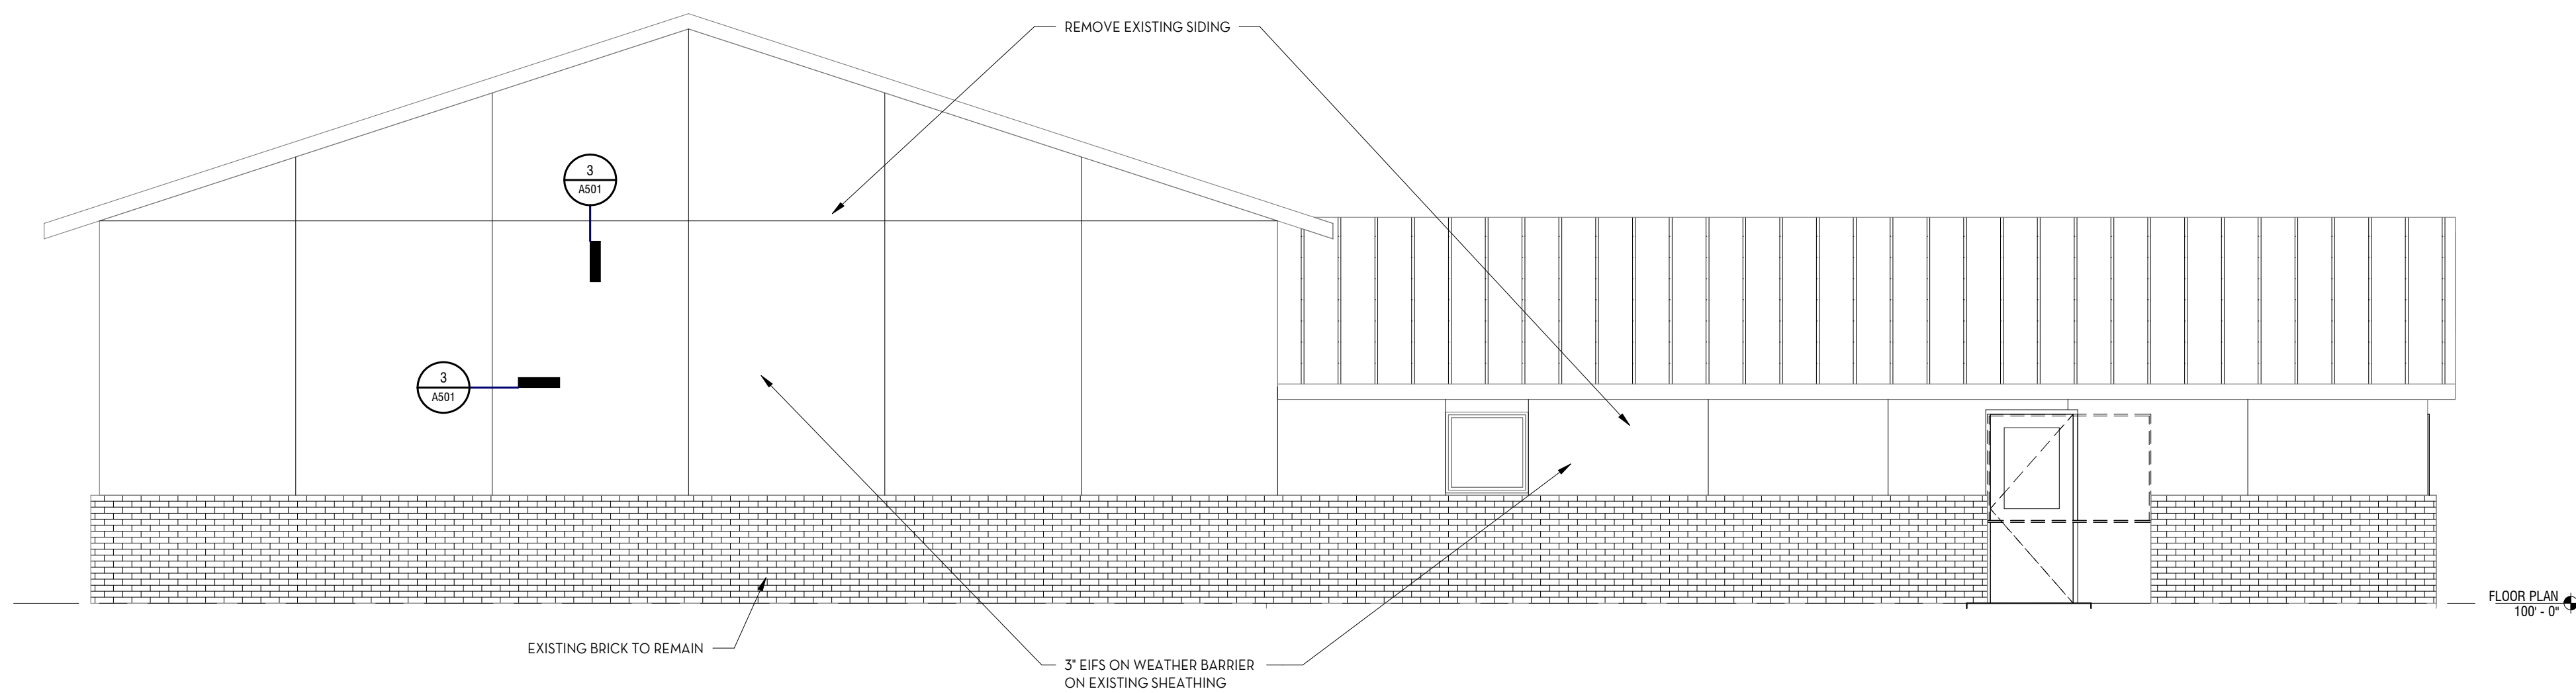 REMOVE EXISTING SIDING
3
A501
3
A501
FLOOR PLAN
100' - 0"
EXISTING BRICK TO REMAIN
3" EIFS ON WEATHER BARRIER
ON EXISTING SHEATHING